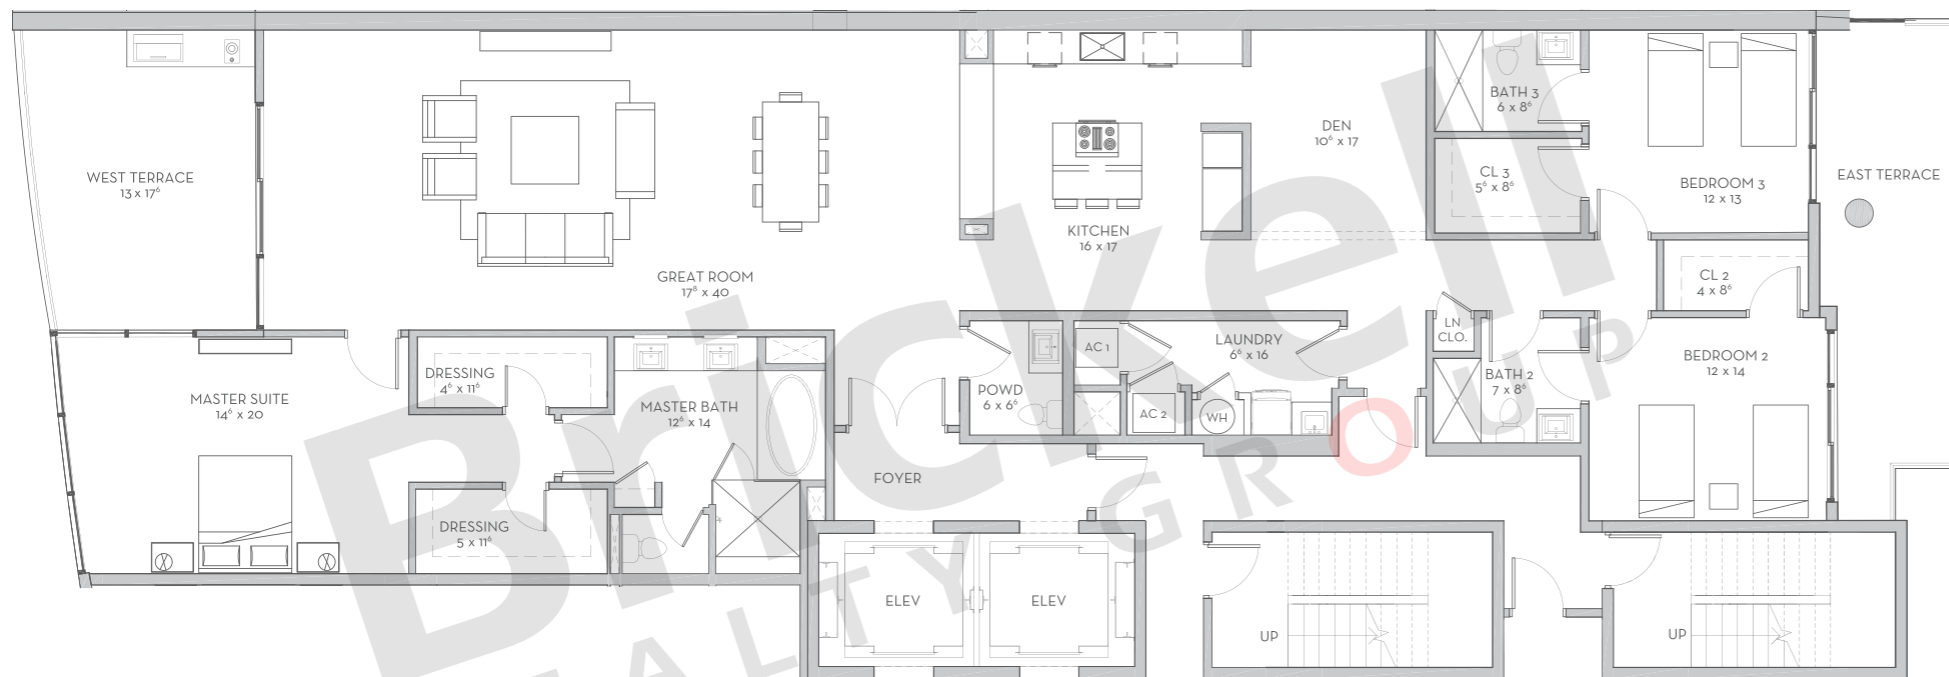 WEST TERRACE
13 x 17⁶
GREAT ROOM
17⁸ x 40
KITCHEN
16 x 17
DEN
10⁶ x 17
BATH 3
6 x 8⁶
CL 3
5⁶ x 8⁶
BEDROOM 3
12 x 13
EAST TERRACE
CL 2
4 x 8⁶
MASTER SUITE
14⁶ x 20
DRESSING
4⁶ x 11⁶
MASTER BATH
12⁶ x 14
DRESSING
5 x 11⁶
FOYER
POWD
6 x 6⁶
AC 1
LAUNDRY
6⁶ x 16
AC 2
WH
LN
CLO.
BATH 2
7 x 8⁶
BEDROOM 2
12 x 14
ELEV
ELEV
UP
UP
Brickell
EALTY GROUP